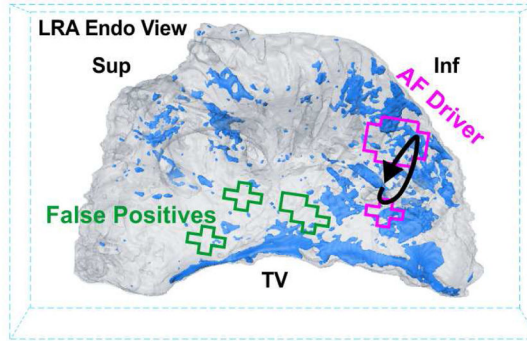 LRA Endo View
Sup
Inf
AF Driver
False Positives
TV